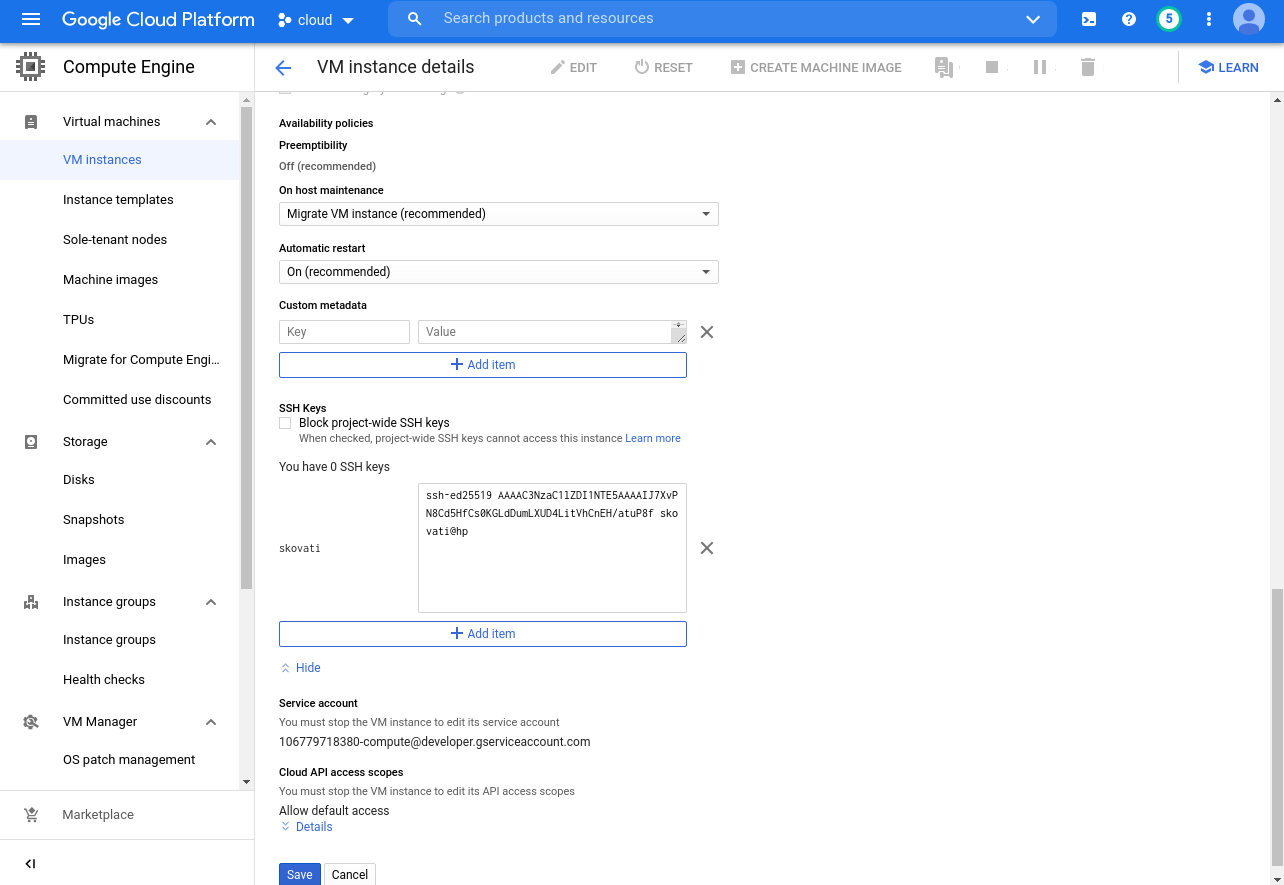 Google Cloud Platform
cloud
Search products and resources
5
Compute Engine
VM instance details
EDIT
RESET
CREATE MACHINE IMAGE
LEARN
Virtual machines
VM instances
Instance templates
Sole-tenant nodes
Machine images
TPUs
Migrate for Compute Engi...
Committed use discounts
Storage
Disks
Snapshots
Images
Instance groups
Instance groups
Health checks
VM Manager
OS patch management
Marketplace
Availability policies
Preemptibility
Off (recommended)
On host maintenance
Migrate VM instance (recommended)
Automatic restart
On (recommended)
Custom metadata
Key
Value
Add item
SSH Keys
Block project-wide SSH keys
When checked, project-wide SSH keys cannot access this instance Learn more
You have 0 SSH keys
skovati
ssh-ed25519 AAAAC3NzaC1lZDI1NTE5AAAAIJ7XvP
N8Cd5HfCs0KGLdDumLXUD4LitVhCnEH/atuP8f sko
vati@hp
Add item
Hide
Service account
You must stop the VM instance to edit its service account
106779718380-compute@developer.gserviceaccount.com
Cloud API access scopes
You must stop the VM instance to edit its API access scopes
Allow default access
Details
Save
Cancel